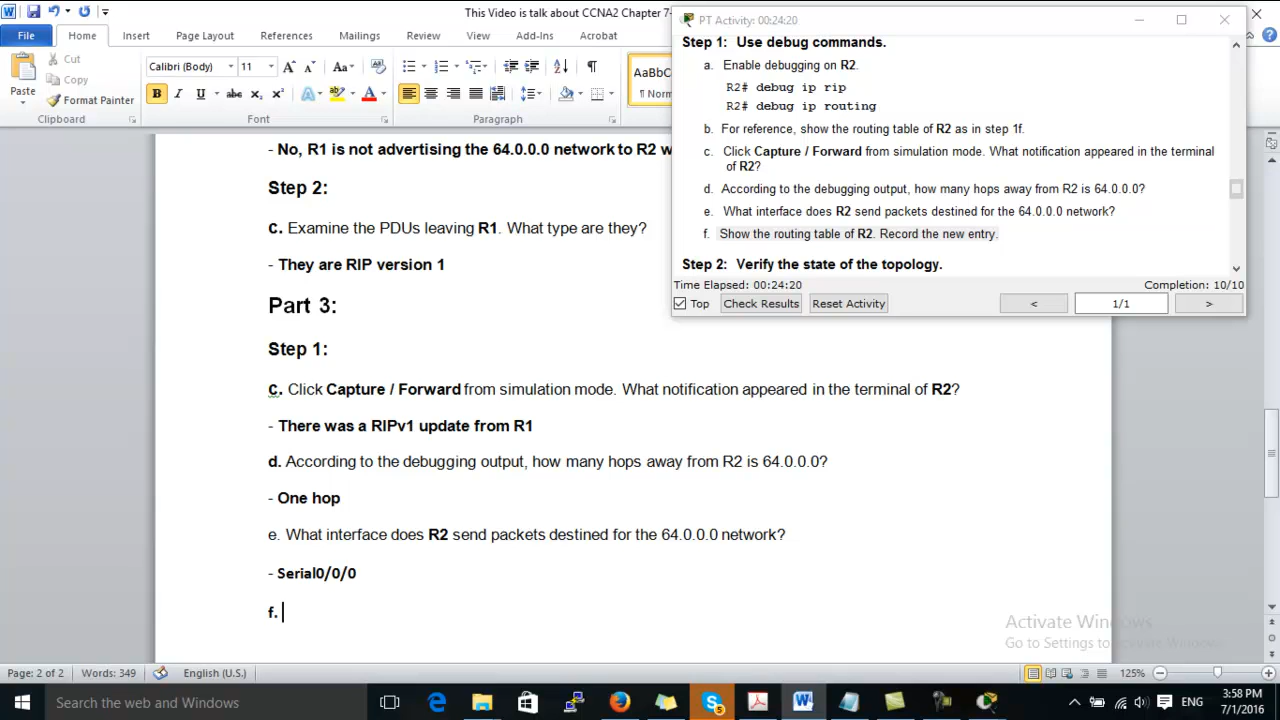 This Video is talk about CCNA2 Chapter 7-
PT Activity: 00:24:20
File Home Insert Page Layout References Mailings Review View Add-Ins Acrobat
Cut
Copy
Format Painter
Paste
Clipboard
Calibri (Body) 11
Font
Paragraph
AaBbC
¶ Norm
Step 1: Use debug commands.
a. Enable debugging on R2.
R2# debug ip rip
R2# debug ip routing
b. For reference, show the routing table of R2 as in step 1f.
c. Click Capture / Forward from simulation mode. What notification appeared in the terminal
of R2?
d. According to the debugging output, how many hops away from R2 is 64.0.0.0?
e. What interface does R2 send packets destined for the 64.0.0.0 network?
f. Show the routing table of R2. Record the new entry.
Step 2: Verify the state of the topology.
Time Elapsed: 00:24:20 Completion: 10/10
Top Check Results Reset Activity < 1/1 >
- No, R1 is not advertising the 64.0.0.0 network to R2 w
Step 2:
c. Examine the PDUs leaving R1. What type are they?
- They are RIP version 1
Part 3:
Step 1:
c. Click Capture / Forward from simulation mode. What notification appeared in the terminal of R2?
- There was a RIPv1 update from R1
d. According to the debugging output, how many hops away from R2 is 64.0.0.0?
- One hop
e. What interface does R2 send packets destined for the 64.0.0.0 network?
- Serial0/0/0
f.
Activate Windows
Go to Settings to activate Windows.
Page: 2 of 2 Words: 349 English (U.S.) 125%
Search the web and Windows
ENG
3:58 PM
7/1/2016